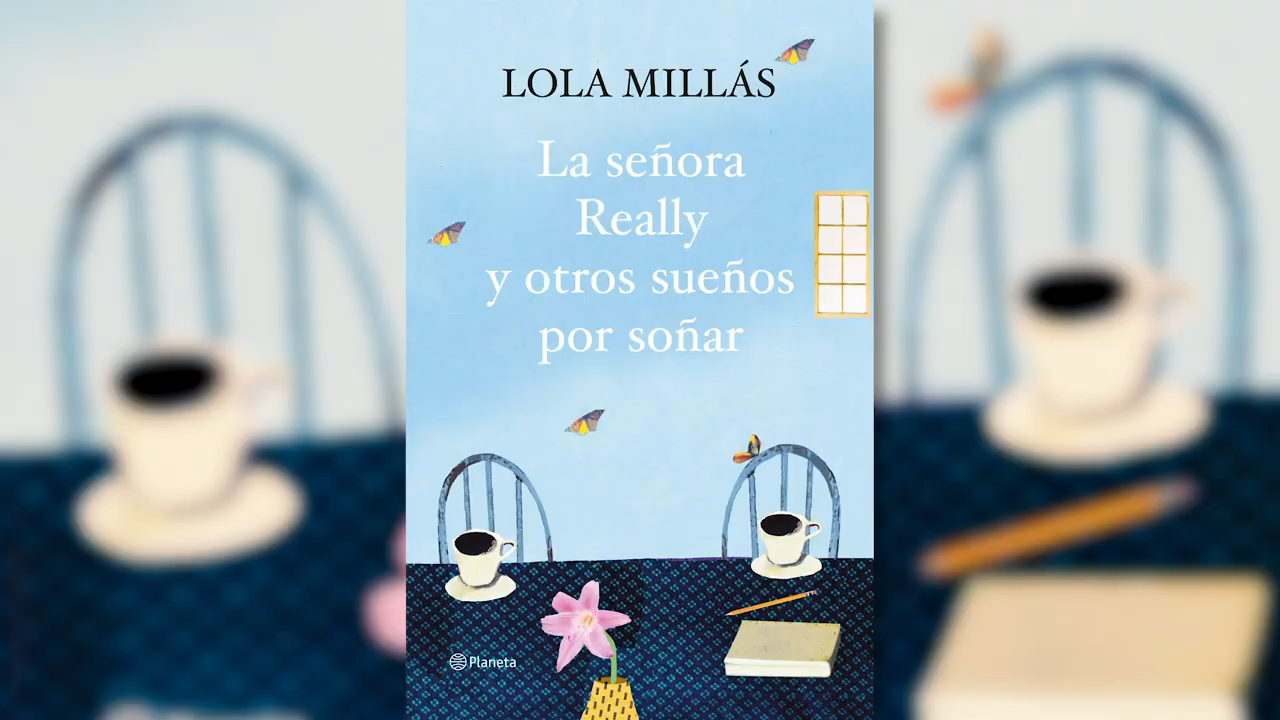 LOLA MILLÁS
La señora
Really
y otros sueños
por soñar
Planeta